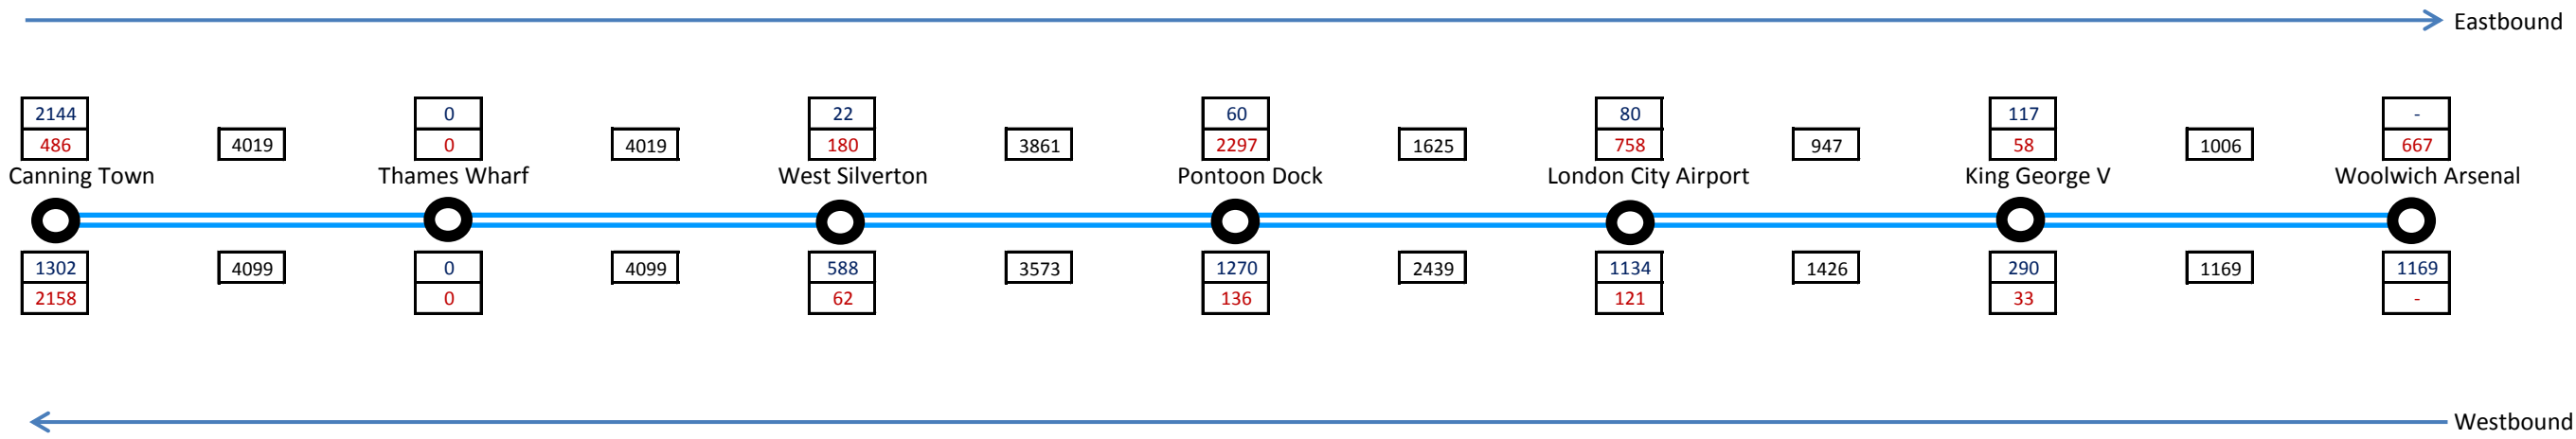 Eastbound
2144 0 22 60 80 117 -
486 4019 0 4019 180 3861 2297 1625 758 947 58 1006 667
Canning Town Thames Wharf West Silverton Pontoon Dock London City Airport King George V Woolwich Arsenal
1302 4099 0 4099 588 3573 1270 2439 1134 1426 290 1169 1169
2158 0 62 136 121 33 -
Westbound